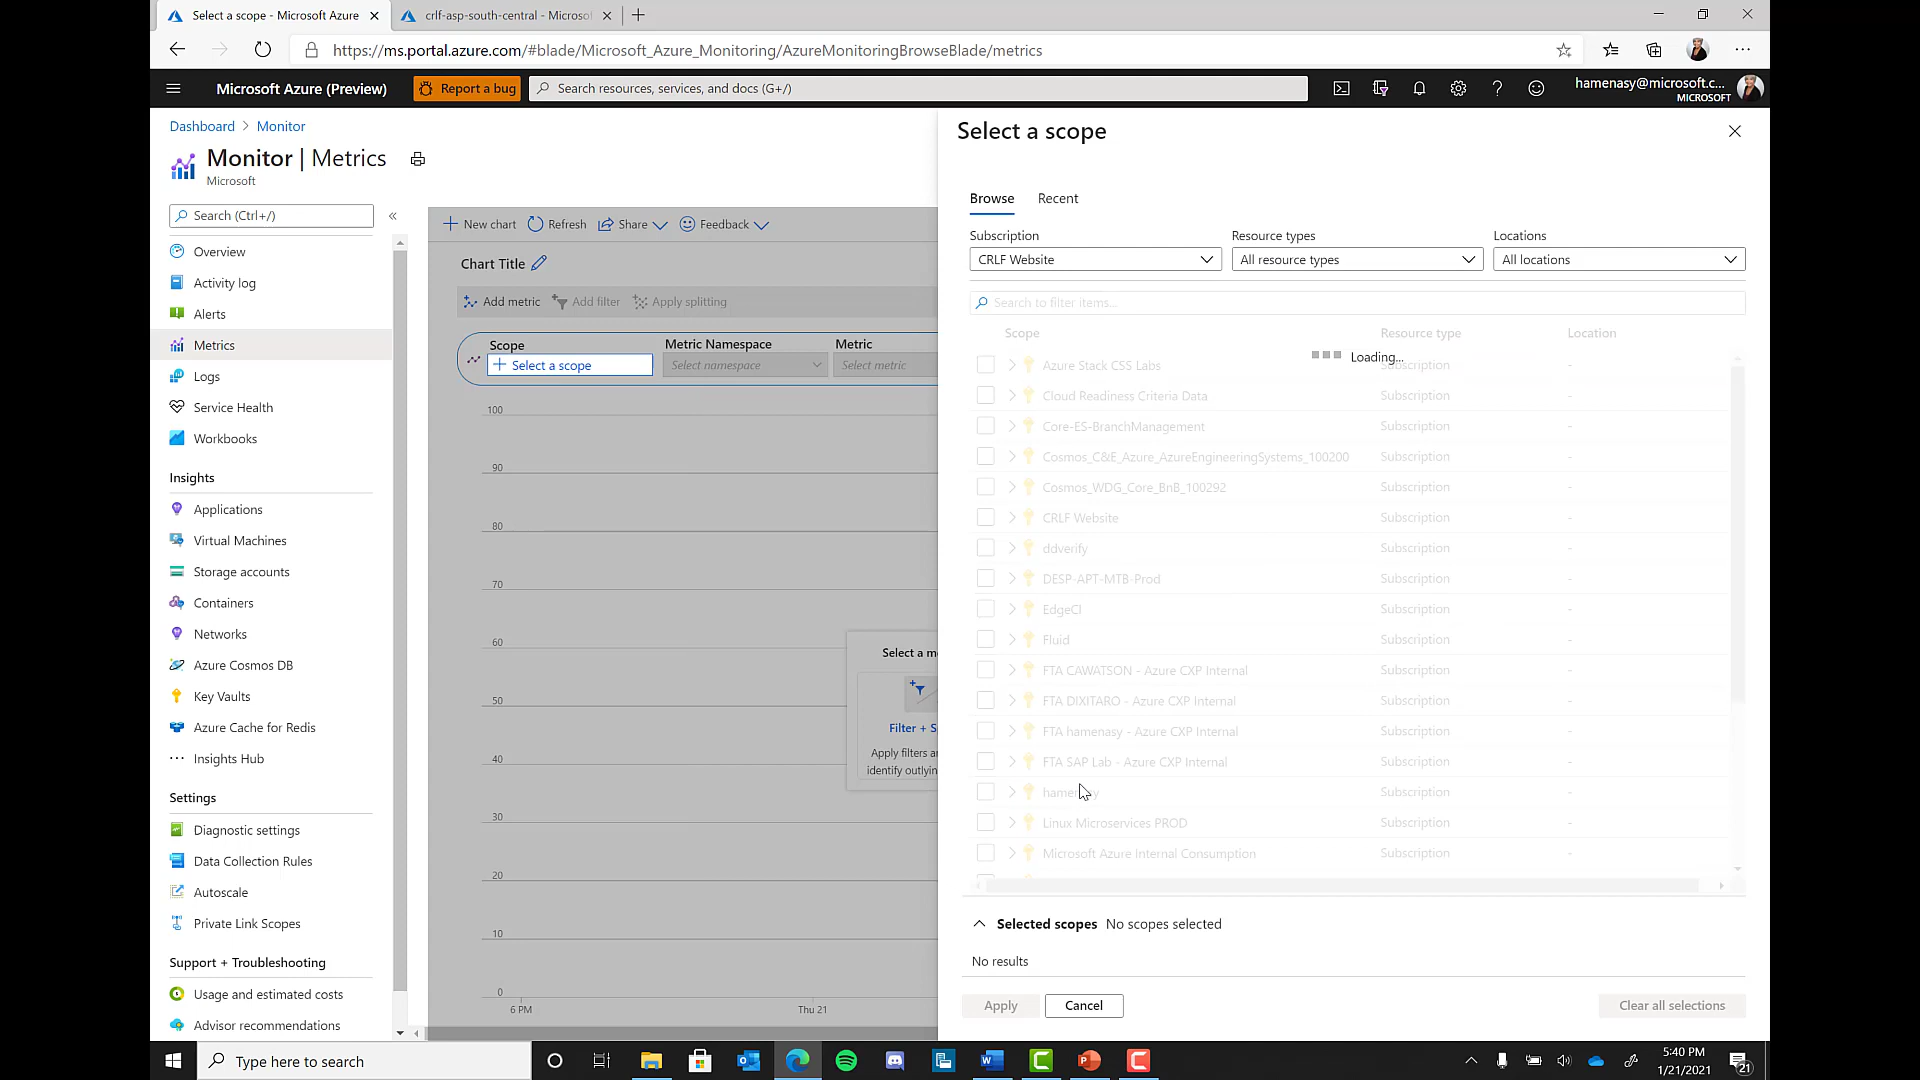 Select a scope - Microsoft Azure
crlf-asp-south-central - Microso
https://ms.portal.azure.com/#blade/Microsoft_Azure_Monitoring/AzureMonitoringBrowseBlade/metrics
Microsoft Azure (Preview)
Report a bug
Search resources, services, and docs (G+/)
hamenasy@microsoft.c...
MICROSOFT
Dashboard > Monitor
Monitor | Metrics
Microsoft
Search (Ctrl+/)
Overview
Activity log
Alerts
Metrics
Logs
Service Health
Workbooks
Insights
Applications
Virtual Machines
Storage accounts
Containers
Networks
Azure Cosmos DB
Key Vaults
Azure Cache for Redis
Insights Hub
Settings
Diagnostic settings
Data Collection Rules
Autoscale
Private Link Scopes
Support + Troubleshooting
Usage and estimated costs
Advisor recommendations
New chart Refresh Share Feedback
Chart Title
Add metric Add filter Apply splitting
Scope Metric Namespace Metric
Select a scope Select namespace Select metric
100
90
80
70
60
50
40
30
20
10
0
6 PM Thu 21
Select a m
Filter + S
Apply filters a
identify outlyin
Select a scope
Browse Recent
Subscription Resource types Locations
CRLF Website All resource types All locations
Search to filter items...
Scope Resource type Location
Loading...
Azure Stack CSS Labs Subscription -
Cloud Readiness Criteria Data Subscription -
Core-ES-BranchManagement Subscription -
Cosmos_C&E_Azure_AzureEngineeringSystems_100200 Subscription -
Cosmos_WDG_Core_BnB_100292 Subscription -
CRLF Website Subscription -
ddverify Subscription -
DESP-APT-MTB-Prod Subscription -
EdgeCI Subscription -
Fluid Subscription -
FTA CAWATSON - Azure CXP Internal Subscription -
FTA DIXITARO - Azure CXP Internal Subscription -
FTA hamenasy - Azure CXP Internal Subscription -
FTA SAP Lab - Azure CXP Internal Subscription -
hamenasy Subscription -
Linux Microservices PROD Subscription -
Microsoft Azure Internal Consumption Subscription -
Selected scopes No scopes selected
No results
Apply Cancel Clear all selections
Type here to search
5:40 PM
1/21/2021
21